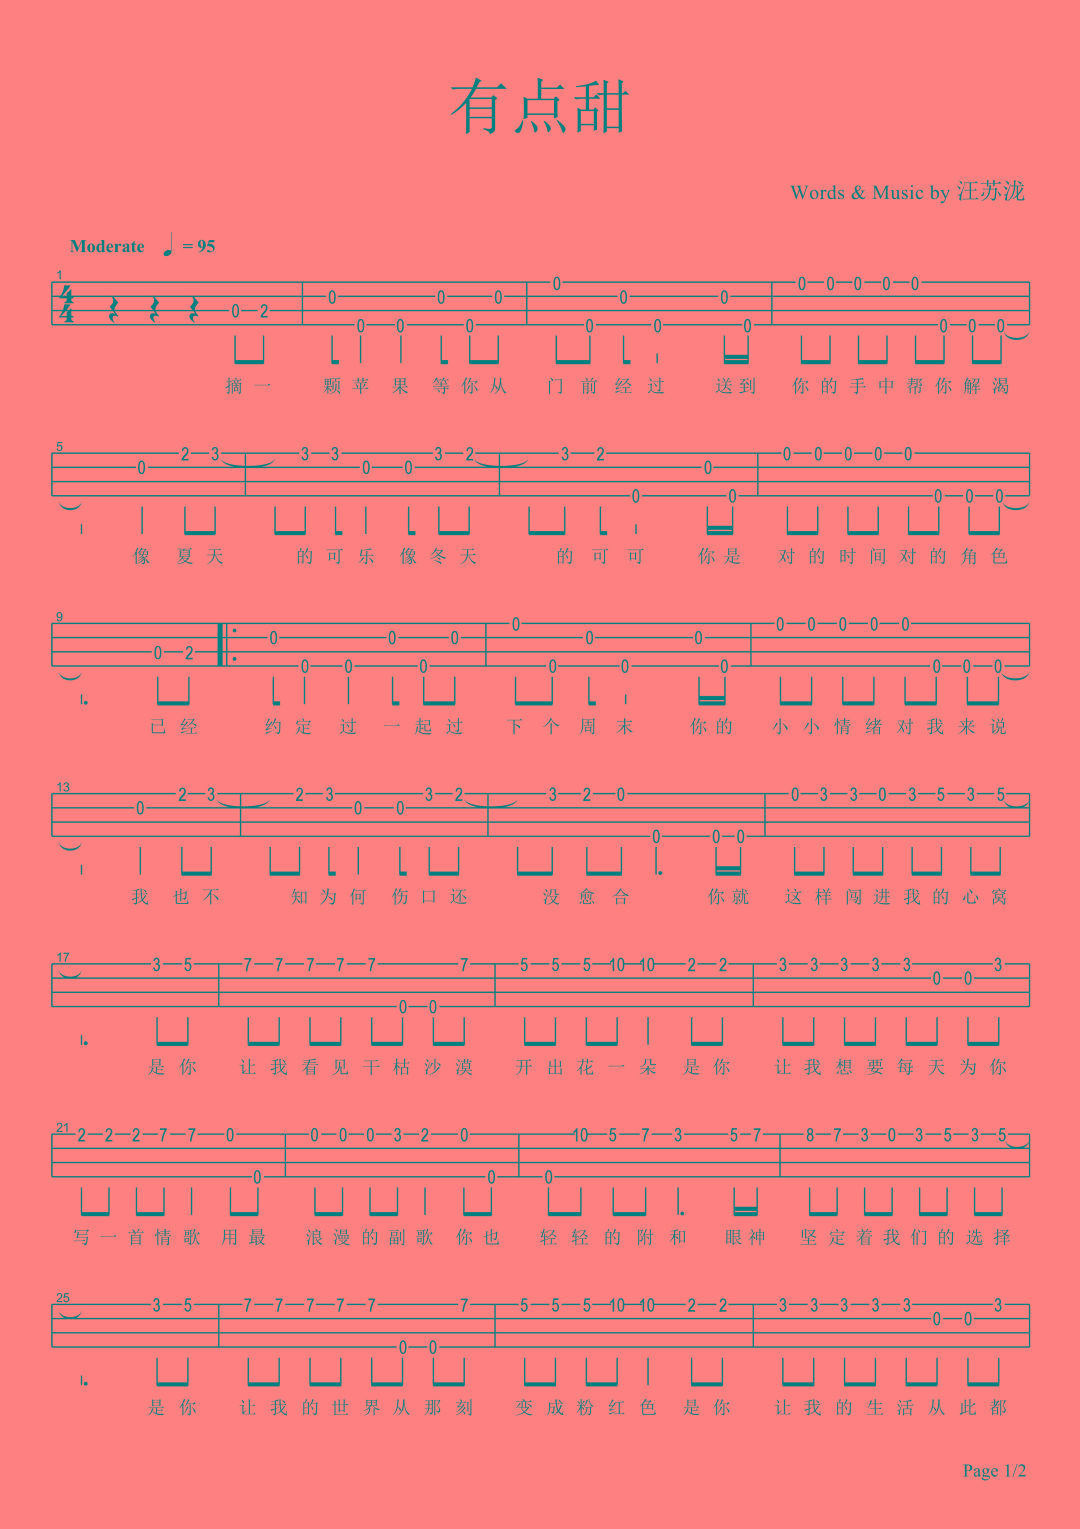 有点甜
Words & Music by 汪苏泷
Moderate = 95
1
4 4
0 2 0 0 0 0 0 0 0 0 0 0 0 0 0 0 0 0 0 0 0 0
摘 一 颗 苹 果 等 你 从 门 前 经 过 送 到 你 的 手 中 帮 你 解 渴
5
0 2 3 3 3 0 0 3 2 3 2 0 0 0 0 0 0 0 0 0 0 0
像 夏 天 的 可 乐 像 冬 天 的 可 可 你 是 对 的 时 间 对 的 角 色
9
0 2 0 0 0 0 0 0 0 0 0 0 0 0 0 0 0 0 0 0 0 0
已 经 约 定 过 一 起 过 下 个 周 末 你 的 小 小 情 绪 对 我 来 说
13
0 2 3 2 3 0 0 3 2 3 2 0 0 0 0 0 3 3 0 3 5 3 5
我 也 不 知 为 何 伤 口 还 没 愈 合 你 就 这 样 闯 进 我 的 心 窝
17
3 5 7 7 7 7 7 0 0 7 5 5 5 10 10 2 2 3 3 3 3 3 0 0 3
是 你 让 我 看 见 干 枯 沙 漠 开 出 花 一 朵 是 你 让 我 想 要 每 天 为 你
21
2 2 2 7 7 0 0 0 0 0 3 2 0 0 0 10 5 7 3 5 7 8 7 3 0 3 5 3 5
写 一 首 情 歌 用 最 浪 漫 的 副 歌 你 也 轻 轻 的 附 和 眼 神 坚 定 着 我 们 的 选 择
25
3 5 7 7 7 7 7 0 0 7 5 5 5 10 10 2 2 3 3 3 3 3 0 0 3
是 你 让 我 的 世 界 从 那 刻 变 成 粉 红 色 是 你 让 我 的 生 活 从 此 都
Page 1/2